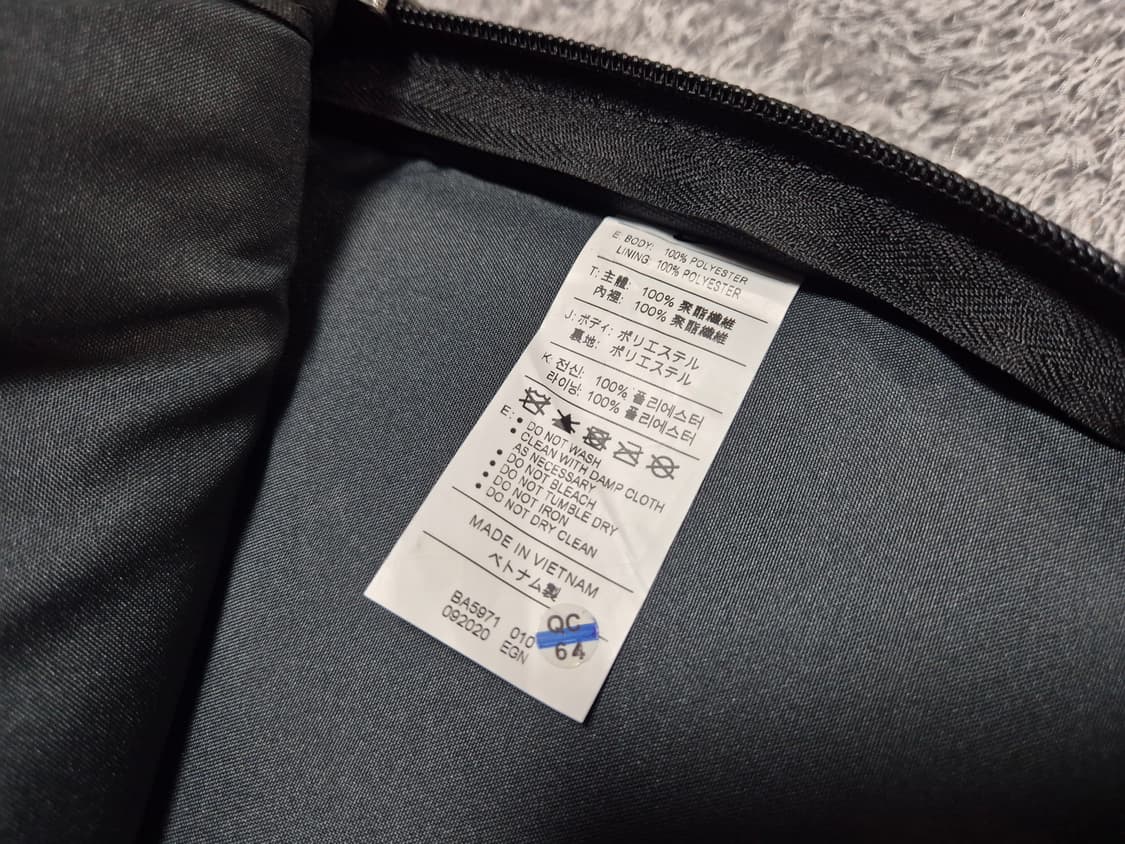 E: BODY: 100% POLYESTER
LINING: 100% POLYESTER
T: 主體: 100% 聚酯纖維
內裡: 100% 聚酯纖維
J: ボディ: ポリエステル
裏地: ポリエステル
K: 전신: 100% 폴리에스터
라이닝: 100% 폴리에스터
E: • DO NOT WASH
• CLEAN WITH DAMP CLOTH
AS NECESSARY
• DO NOT BLEACH
• DO NOT TUMBLE DRY
• DO NOT IRON
• DO NOT DRY CLEAN
MADE IN VIETNAM
ベトナム製
BA5971 010
092020 EGN
QC
64